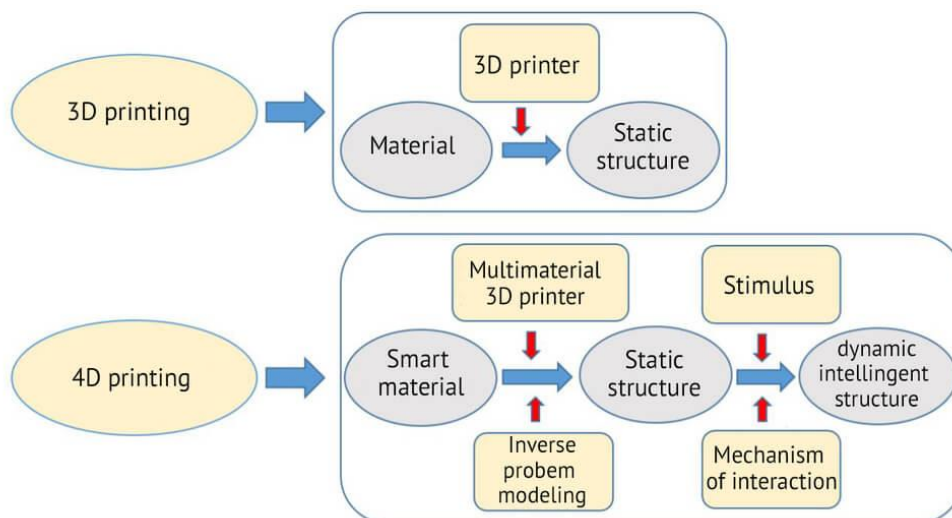 3D printing
3D printer
Material
Static
structure
4D printing
Multimaterial
3D printer
Stimulus
Smart
material
Static
structure
dynamic
intellingent
structure
Inverse
probem
modeling
Mechanism
of interaction